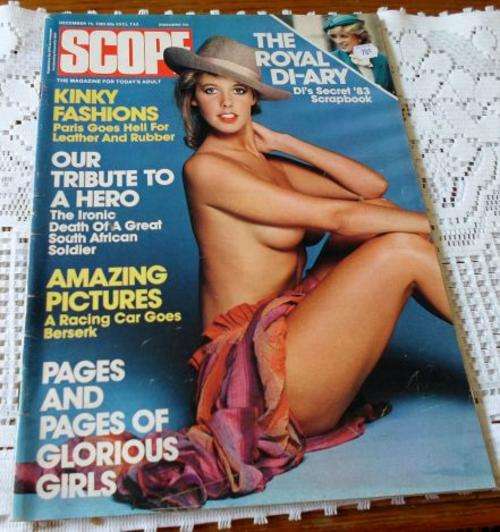 SCOPE
THE MAGAZINE FOR TODAY'S ADULT
THE
ROYAL
DI-ARY
Di's Secret '83
Scrapbook
KINKY
FASHIONS
Paris Goes Hell For
Leather And Rubber
OUR
TRIBUTE TO
A HERO
The Ironic
Death Of A Great
South African
Soldier
AMAZING
PICTURES
A Racing Car Goes
Berserk
PAGES
AND
PAGES OF
GLORIOUS
GIRLS